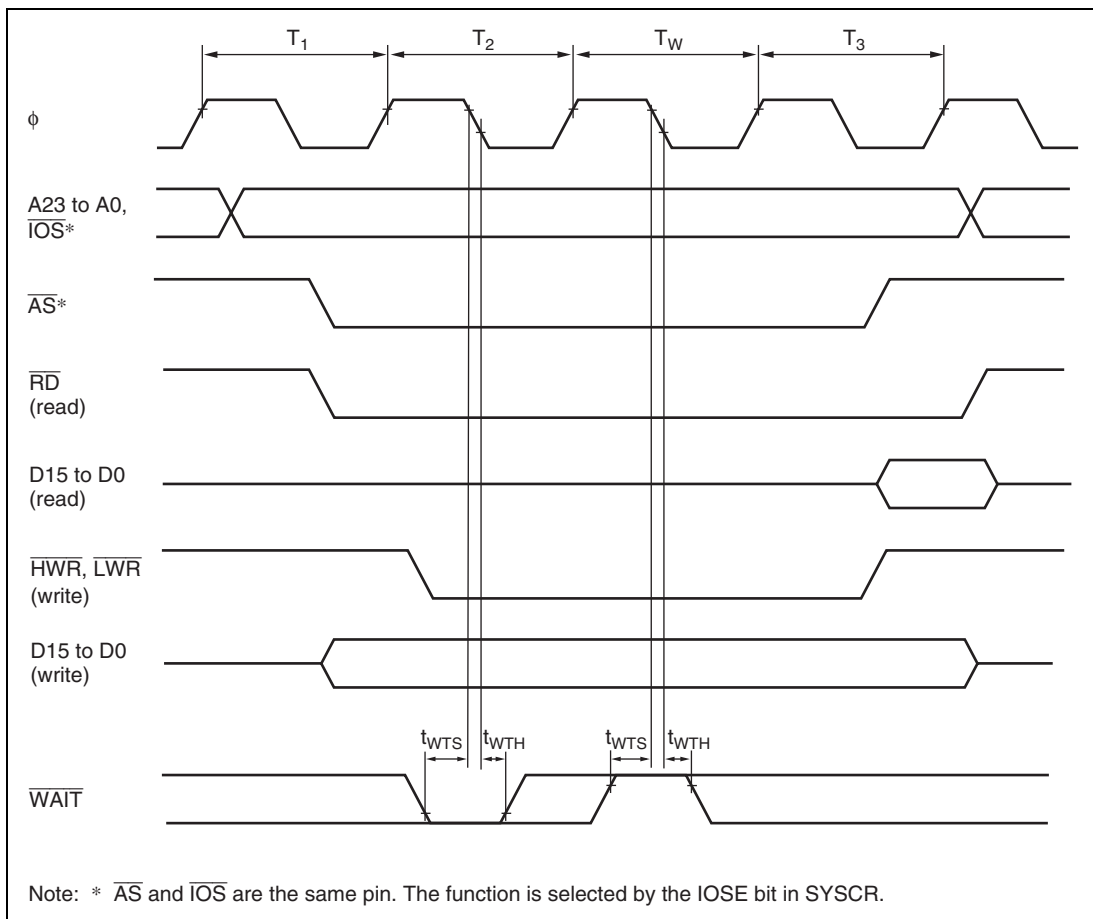 T1 T2 TW T3
ϕ
A23 to A0,
IOS*
AS*
RD
(read)
D15 to D0
(read)
HWR, LWR
(write)
D15 to D0
(write)
tWTS tWTH tWTS tWTH
WAIT
Note: * AS and IOS are the same pin. The function is selected by the IOSE bit in SYSCR.